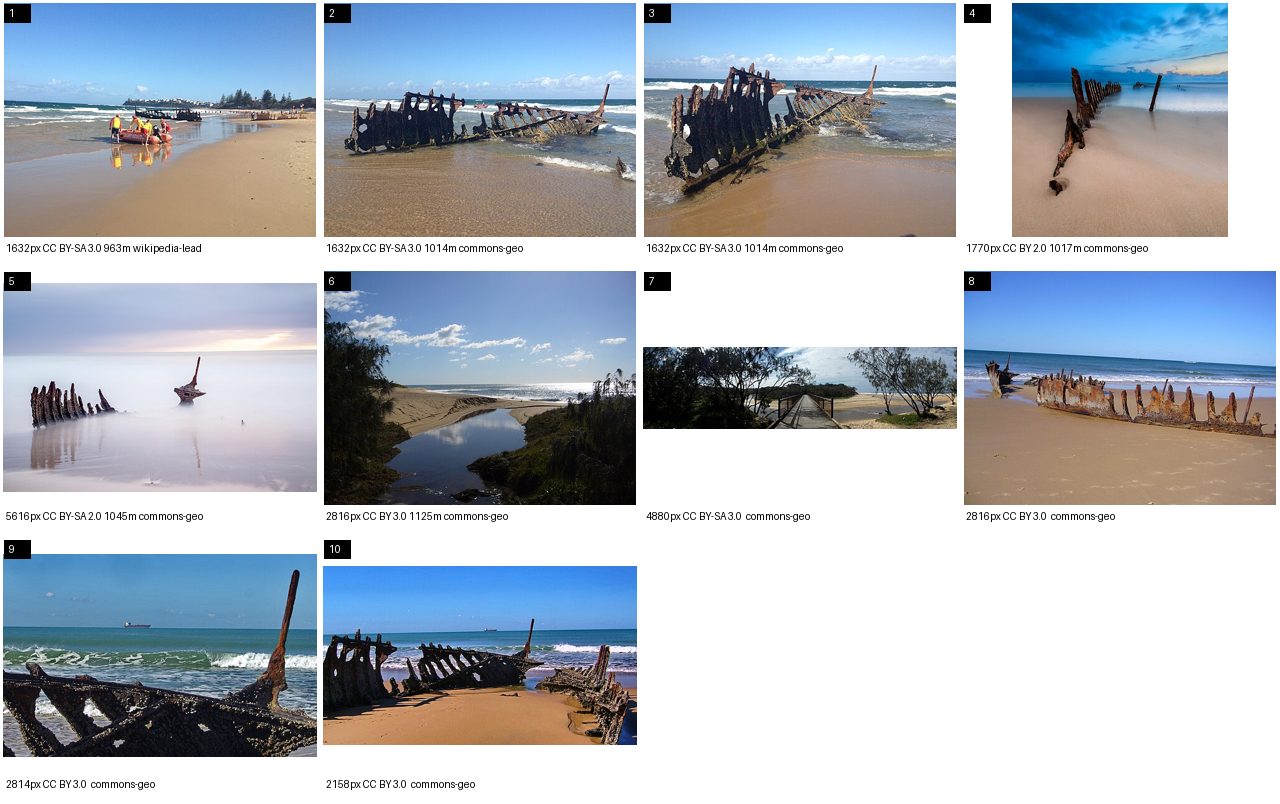 1
2
3
4
1632px CC BY-SA 3.0 963m wikipedia-lead
1632px CC BY-SA 3.0 1014m commons-geo
1632px CC BY-SA 3.0 1014m commons-geo
1770px CC BY 2.0 1017m commons-geo
5
6
7
8
5616px CC BY-SA 2.0 1045m commons-geo
2816px CC BY 3.0 1125m commons-geo
4880px CC BY-SA 3.0 commons-geo
2816px CC BY 3.0 commons-geo
9
10
2814px CC BY 3.0 commons-geo
2158px CC BY 3.0 commons-geo